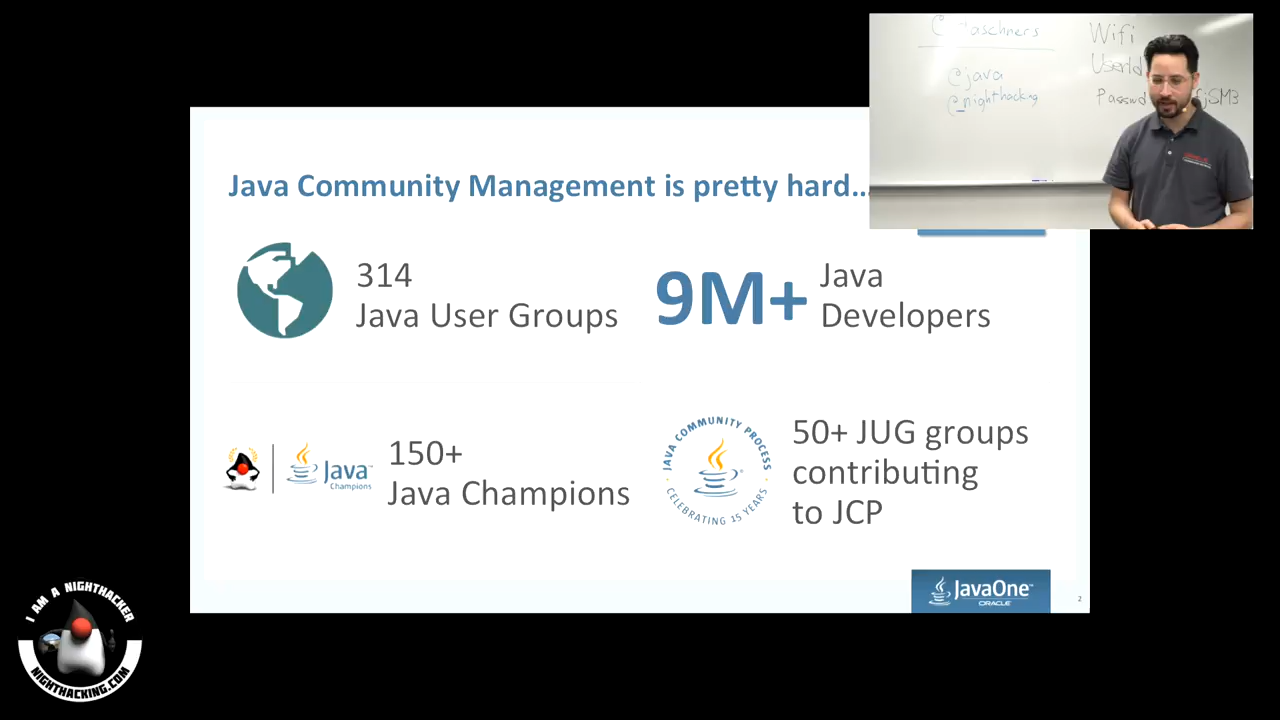 Java Community Management is pretty hard...
314
Java User Groups
9M+
Java
Developers
150+
Java Champions
50+ JUG groups
contributing
to JCP
Java
Champions
JAVA COMMUNITY PROCESS
CELEBRATING 15 YEARS
JavaOne™
ORACLE
2
Wifi
@java
@nighthacking
I AM A NIGHTHACKER
NIGHTHACKING.COM